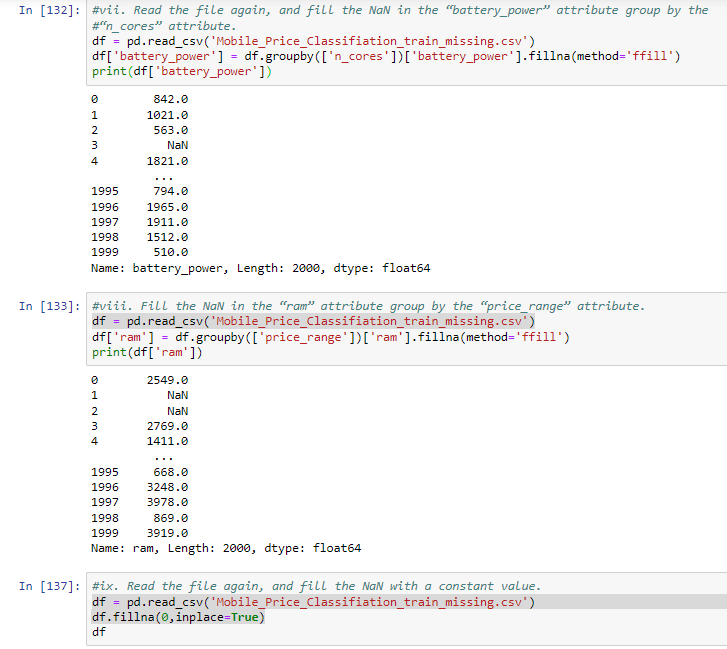 In [132]: #vii. Read the file again, and fill the NaN in the “battery_power” attribute group by the
#“n_cores” attribute.
df = pd.read_csv('Mobile_Price_Classifiation_train_missing.csv')
df['battery_power'] = df.groupby(['n_cores'])['battery_power'].fillna(method='ffill')
print(df['battery_power'])
0 842.0
1 1021.0
2 563.0
3 NaN
4 1821.0
...
1995 794.0
1996 1965.0
1997 1911.0
1998 1512.0
1999 510.0
Name: battery_power, Length: 2000, dtype: float64
In [133]: #viii. Fill the NaN in the “ram” attribute group by the “price_range” attribute.
df = pd.read_csv('Mobile_Price_Classifiation_train_missing.csv')
df['ram'] = df.groupby(['price_range'])['ram'].fillna(method='ffill')
print(df['ram'])
0 2549.0
1 NaN
2 NaN
3 2769.0
4 1411.0
...
1995 668.0
1996 3248.0
1997 3978.0
1998 869.0
1999 3919.0
Name: ram, Length: 2000, dtype: float64
In [137]: #ix. Read the file again, and fill the NaN with a constant value.
df = pd.read_csv('Mobile_Price_Classifiation_train_missing.csv')
df.fillna(0,inplace=True)
df